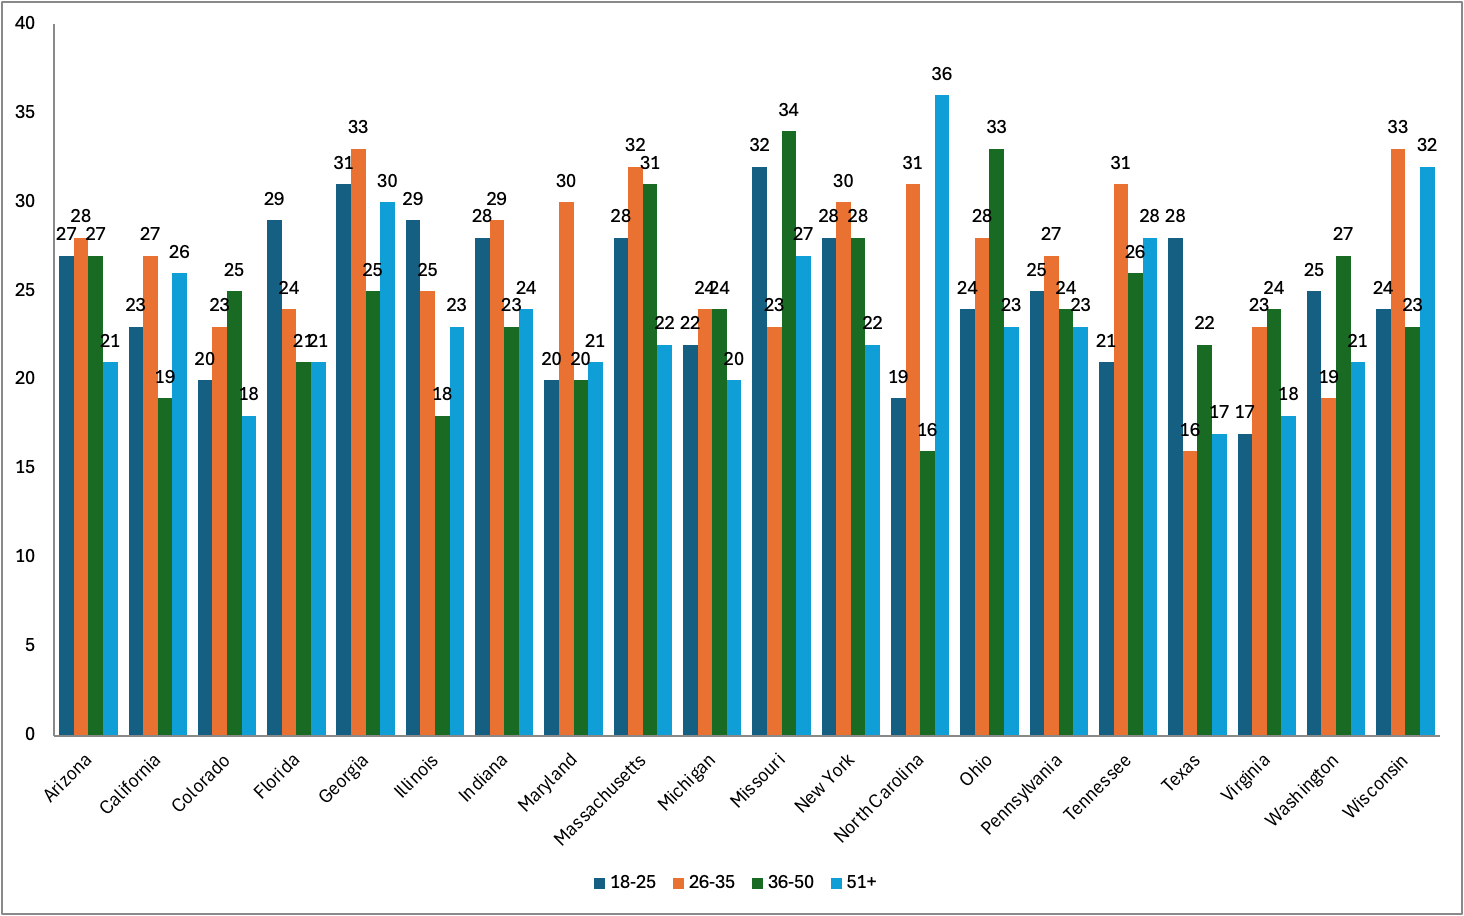 40
35
30
25
20
15
10
5
0
27 28 27 21
23 27 19 26
20 23 25 18
29 24 21 21
31 33 25 30
29 25 18 23
28 29 23 24
20 30 20 21
28 32 31 22
22 24 24 20
32 23 34 27
28 30 28 22
19 31 16 36
24 28 33 23
25 27 24 23
21 31 26 28
28 16 22 17
17 23 24 18
25 19 27 21
24 33 23 32
Arizona
California
Colorado
Florida
Georgia
Illinois
Indiana
Maryland
Massachusetts
Michigan
Missouri
New York
North Carolina
Ohio
Pennsylvania
Tennessee
Texas
Virginia
Washington
Wisconsin
18-25 26-35 36-50 51+